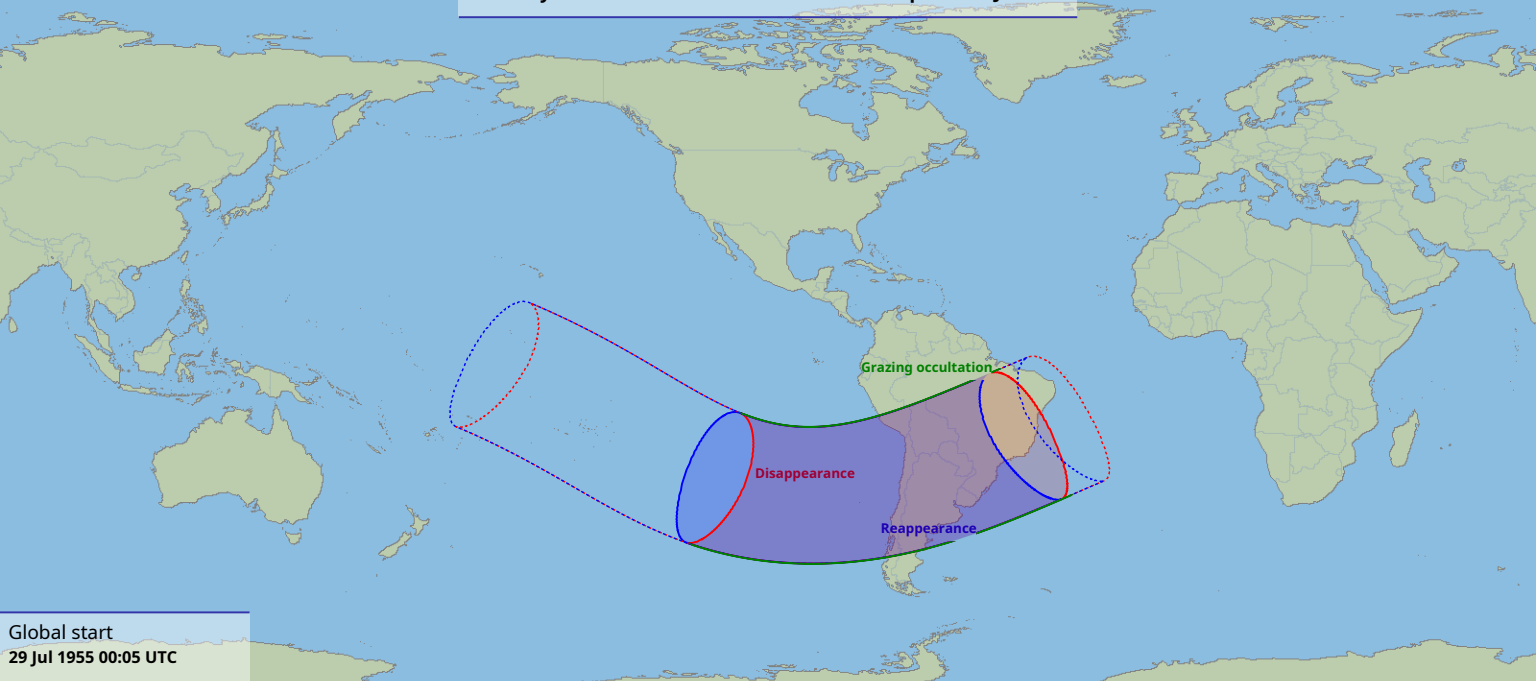 Grazing occultation
Disappearance
Reappearance
Global start
29 Jul 1955 00:05 UTC